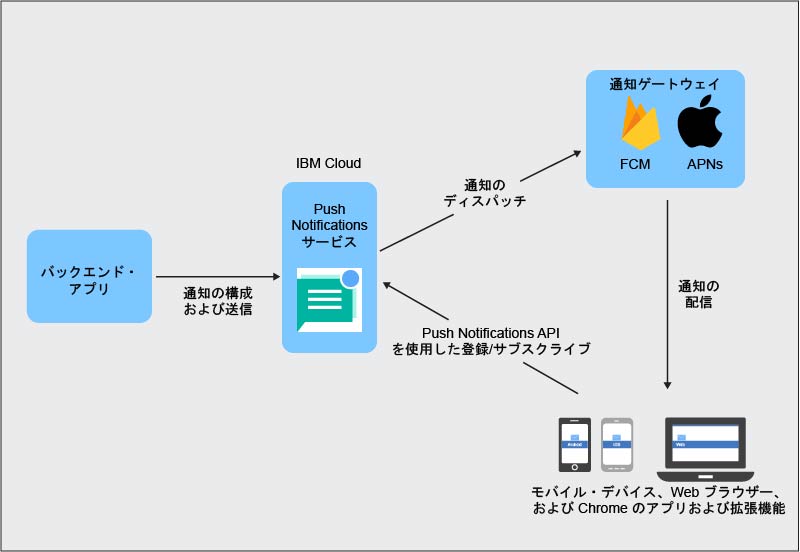 通知ゲートウェイ
FCM
APNs
IBM Cloud
Push
Notifications
サービス
通知の
ディスパッチ
バックエンド・
アプリ
通知の構成
および送信
通知の
配信
Push Notifications API
を使用した登録/サブスクライブ
Android
iOS
Web
モバイル・デバイス、Web ブラウザー、
および Chrome のアプリおよび拡張機能